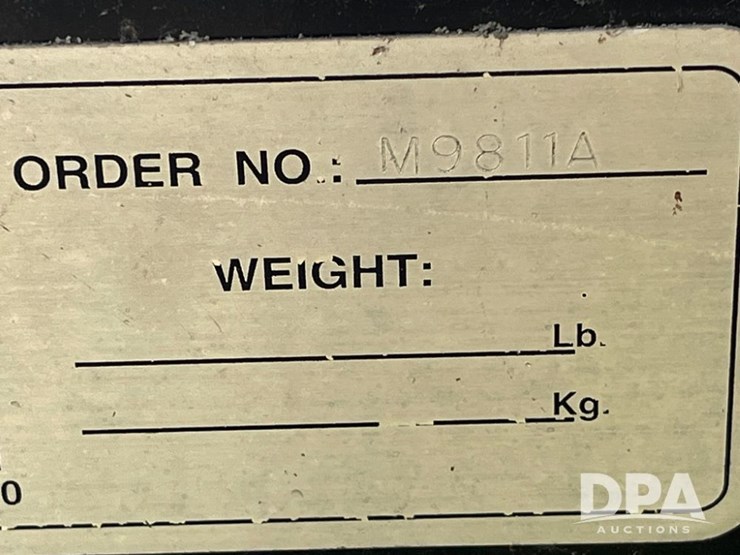 ORDER NO.: M9811A
WEIGHT:
Lb.
Kg.
0
DPA
AUCTIONS